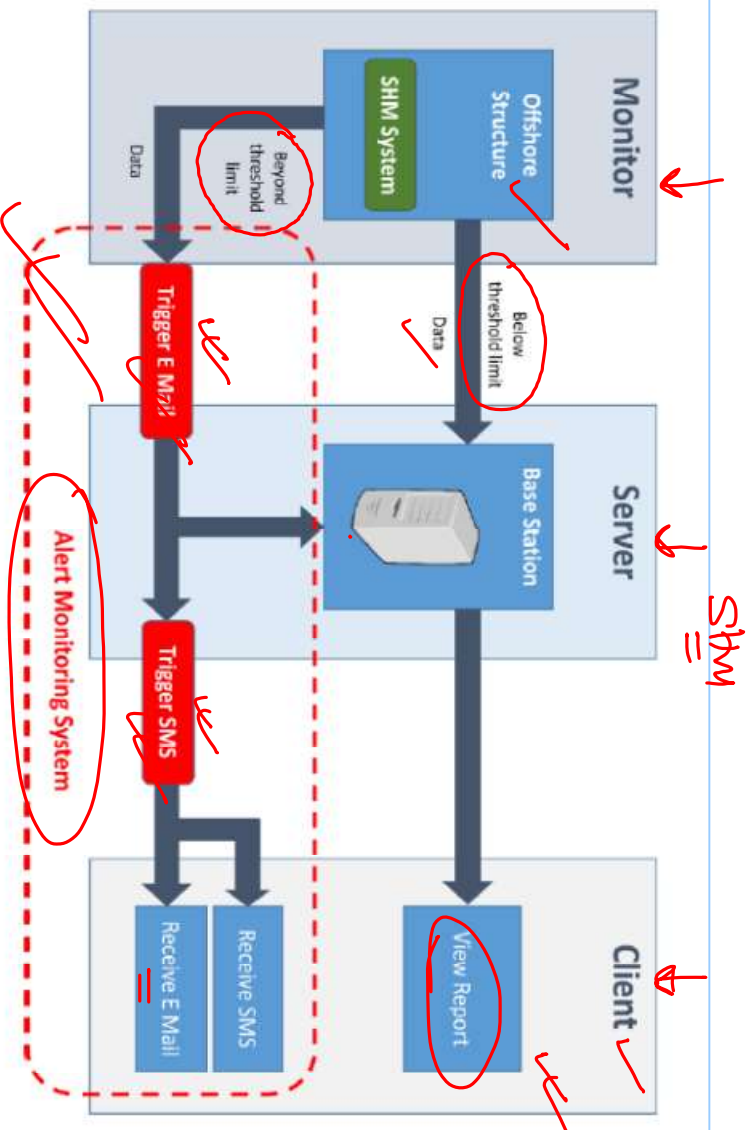 SHM
Monitor
Offshore
Structure
SHM System
Below
threshold limit
Data
Beyond
threshold
limit
Data
Server
Base Station
Trigger E Mail
Trigger SMS
Alert Monitoring System
Client
View Report
Receive SMS
Receive E Mail